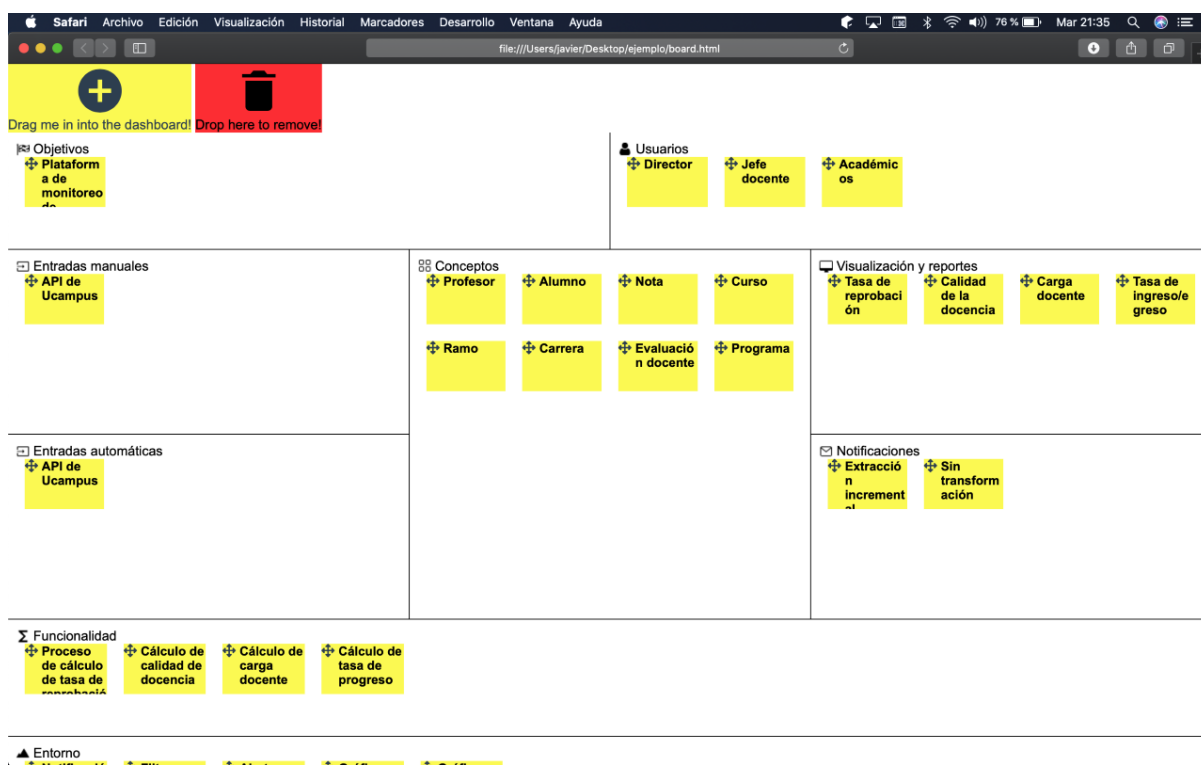 Safari Archivo Edición Visualización Historial Marcadores Desarrollo Ventana Ayuda 76 % Mar 21:35
file:///Users/javier/Desktop/ejemplo/board.html
Drag me in into the dashboard! Drop here to remove!
Objetivos
Plataform
a de
monitoreo
de
Usuarios
Director
Jefe
docente
Académic
os
Entradas manuales
API de
Ucampus
Conceptos
Profesor
Alumno
Nota
Curso
Ramo
Carrera
Evaluació
n docente
Programa
Visualización y reportes
Tasa de
reprobaci
ón
Calidad
de la
docencia
Carga
docente
Tasa de
ingreso/e
greso
Entradas automáticas
API de
Ucampus
Notificaciones
Extracció
n
increment
al
Sin
transform
ación
Funcionalidad
Proceso
de cálculo
de tasa de
reprobació
Cálculo de
calidad de
docencia
Cálculo de
carga
docente
Cálculo de
tasa de
progreso
Entorno